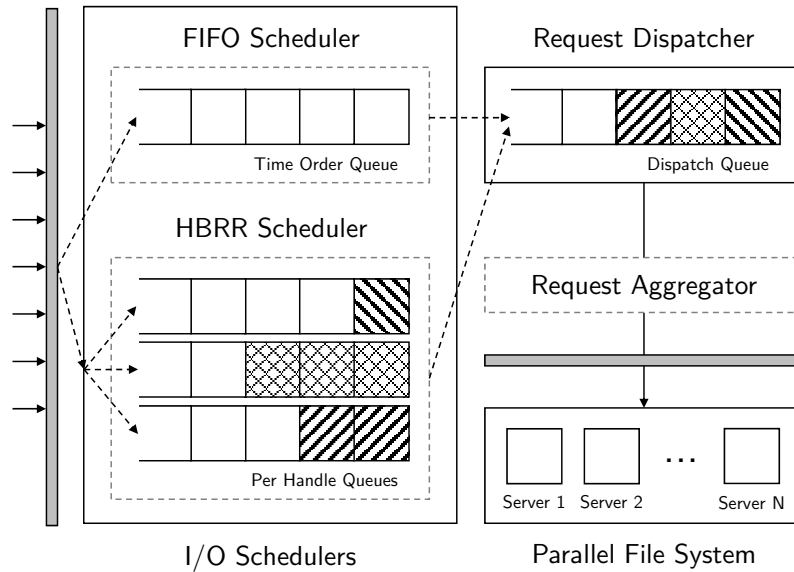 FIFO Scheduler
Time Order Queue
HBRR Scheduler
Per Handle Queues
I/O Schedulers
Request Dispatcher
Dispatch Queue
Request Aggregator
...
Server 1
Server 2
Server N
Parallel File System